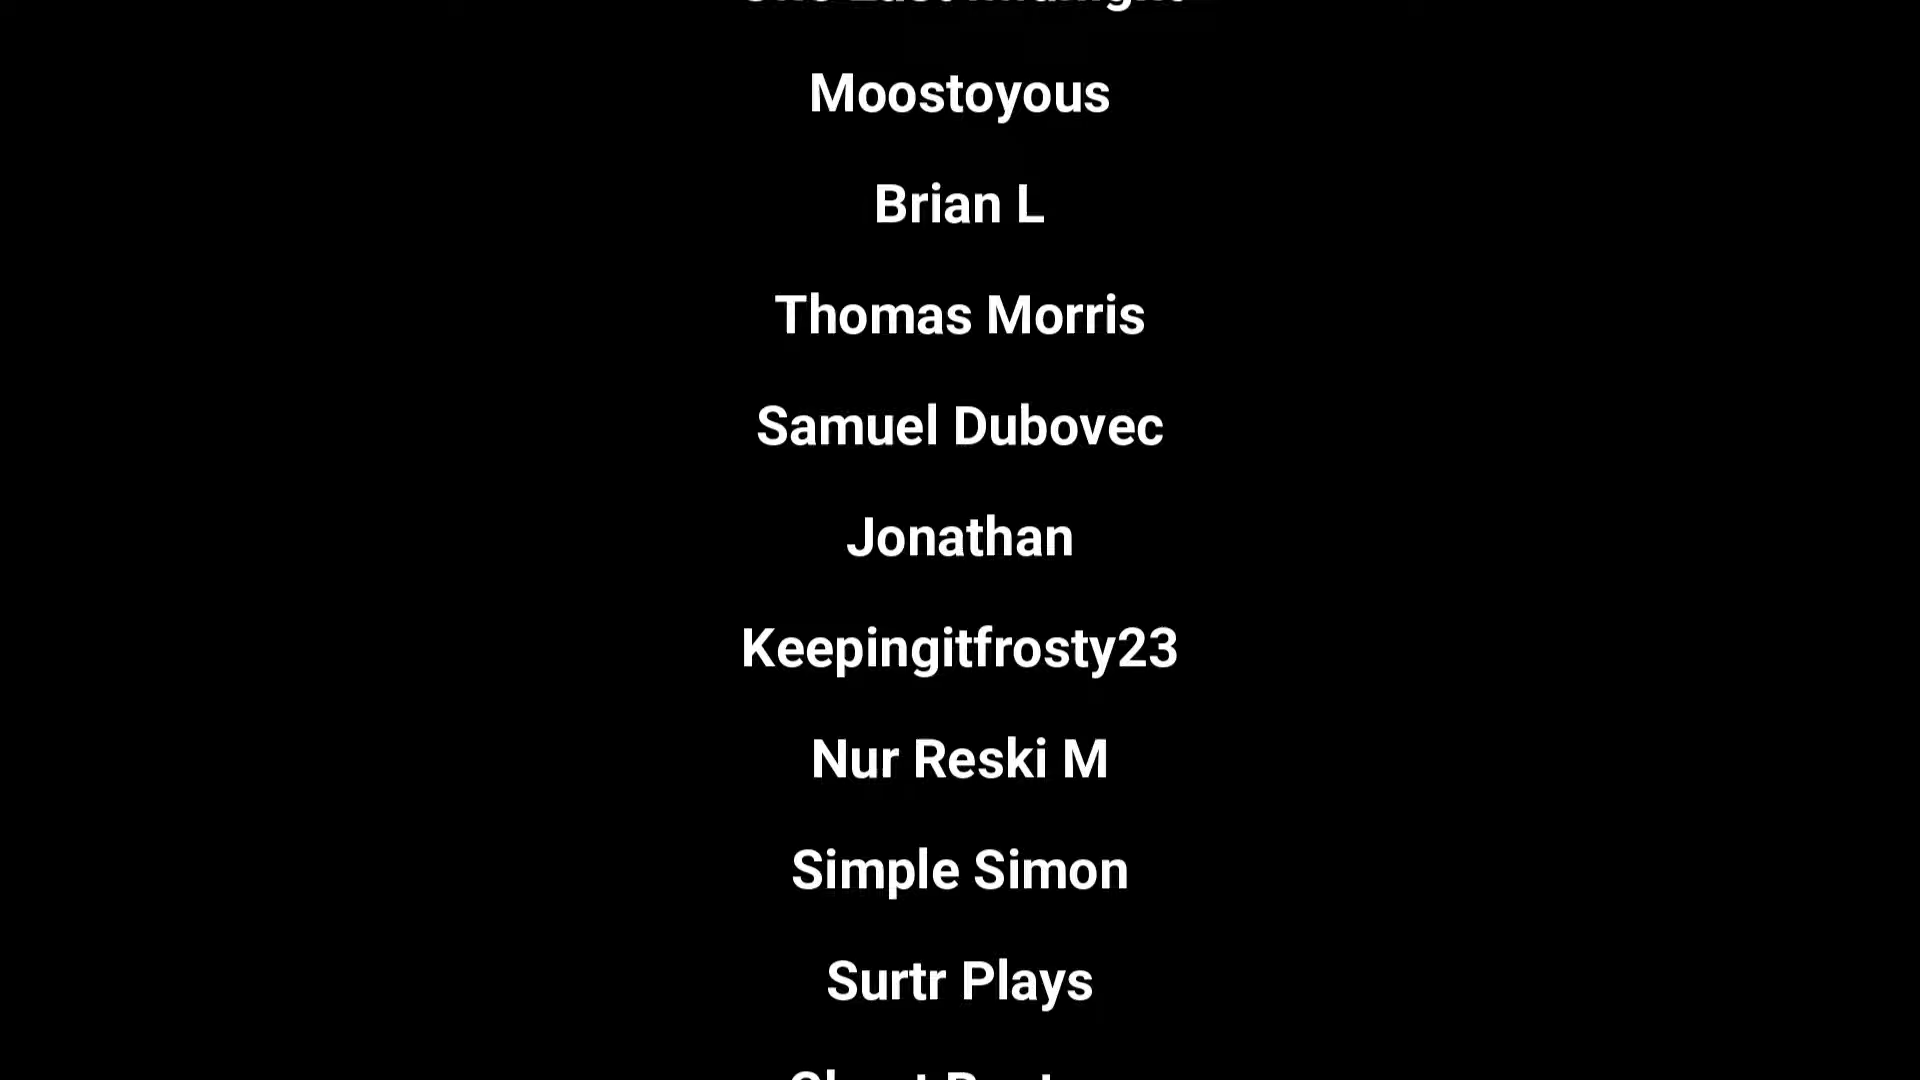 Moostoyous
Brian L
Thomas Morris
Samuel Dubovec
Jonathan
Keepingitfrosty23
Nur Reski M
Simple Simon
Surtr Plays